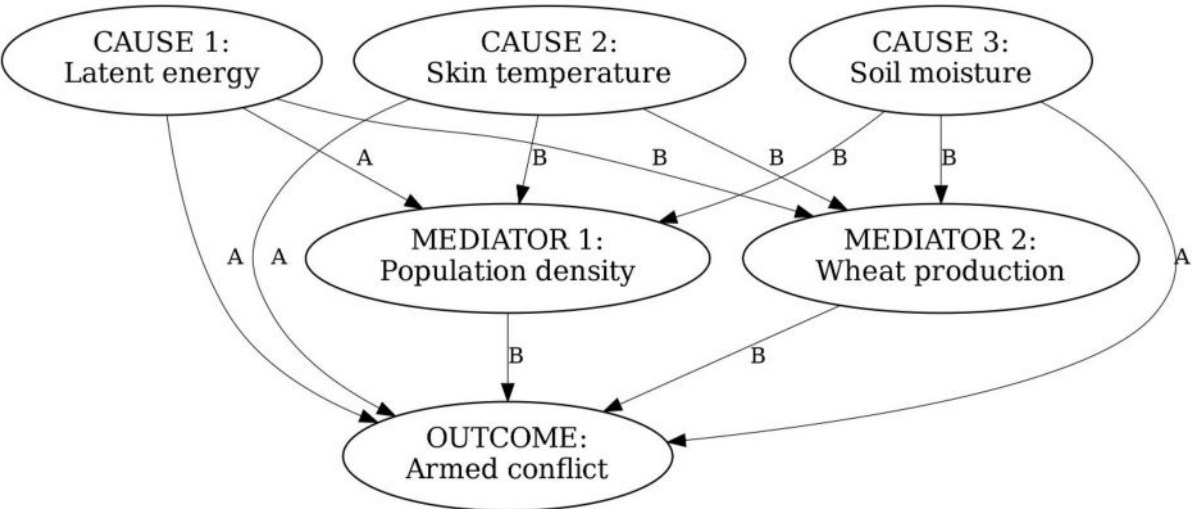 CAUSE 1:
Latent energy
CAUSE 2:
Skin temperature
CAUSE 3:
Soil moisture
A
B
B
B
B
B
MEDIATOR 1:
Population density
MEDIATOR 2:
Wheat production
A
A
A
B
B
OUTCOME:
Armed conflict